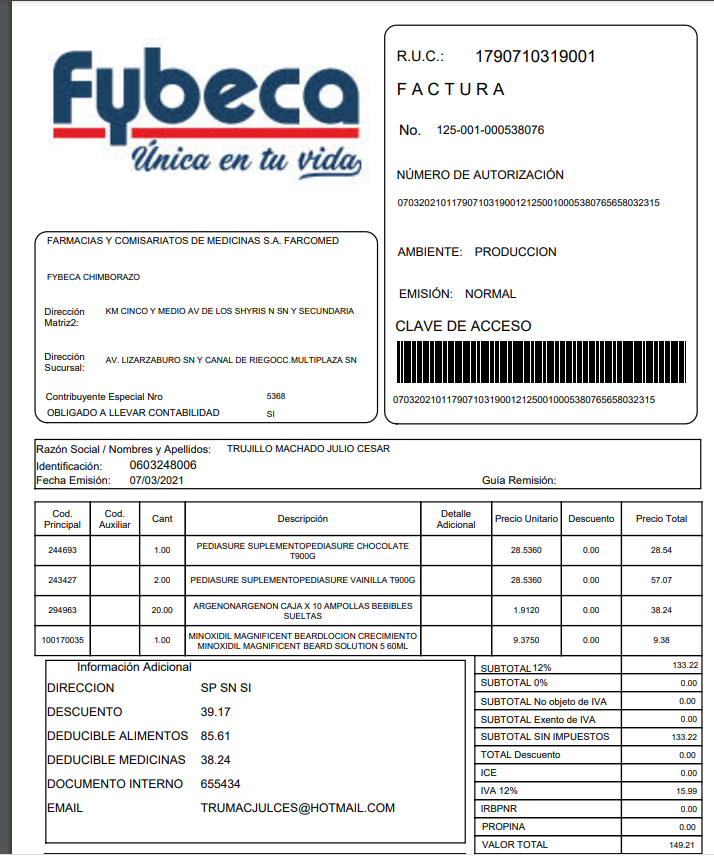 Fybeca
Única en tu vida
R.U.C.: 1790710319001
FACTURA
No. 125-001-000538076
NÚMERO DE AUTORIZACIÓN
0703202101179071031900121250010005380765658032315
AMBIENTE: PRODUCCION
EMISIÓN: NORMAL
CLAVE DE ACCESO
0703202101179071031900121250010005380765658032315
FARMACIAS Y COMISARIATOS DE MEDICINAS S.A. FARCOMED
FYBECA CHIMBORAZO
Dirección Matriz2: KM CINCO Y MEDIO AV DE LOS SHYRIS N SN Y SECUNDARIA
Dirección Sucursal: AV. LIZARZABURO SN Y CANAL DE RIEGOCC.MULTIPLAZA SN
Contribuyente Especial Nro 5368
OBLIGADO A LLEVAR CONTABILIDAD SI
Razón Social / Nombres y Apellidos: TRUJILLO MACHADO JULIO CESAR
Identificación: 0603248006
Fecha Emisión: 07/03/2021 Guía Remisión:
Cod. Principal Cod. Auxiliar Cant Descripción Detalle Adicional Precio Unitario Descuento Precio Total
244693 1.00 PEDIASURE SUPLEMENTOPEDIASURE CHOCOLATE T900G 28.5360 0.00 28.54
243427 2.00 PEDIASURE SUPLEMENTOPEDIASURE VAINILLA T900G 28.5360 0.00 57.07
294963 20.00 ARGENONARGENON CAJA X 10 AMPOLLAS BEBIBLES SUELTAS 1.9120 0.00 38.24
100170035 1.00 MINOXIDIL MAGNIFICENT BEARDLOCION CRECIMIENTO MINOXIDIL MAGNIFICENT BEARD SOLUTION 5 60ML 9.3750 0.00 9.38
Información Adicional
DIRECCION SP SN SI
DESCUENTO 39.17
DEDUCIBLE ALIMENTOS 85.61
DEDUCIBLE MEDICINAS 38.24
DOCUMENTO INTERNO 655434
EMAIL TRUMACJULCES@HOTMAIL.COM
SUBTOTAL 12% 133.22
SUBTOTAL 0% 0.00
SUBTOTAL No objeto de IVA 0.00
SUBTOTAL Exento de IVA 0.00
SUBTOTAL SIN IMPUESTOS 133.22
TOTAL Descuento 0.00
ICE 0.00
IVA 12% 15.99
IRBPNR 0.00
PROPINA 0.00
VALOR TOTAL 149.21